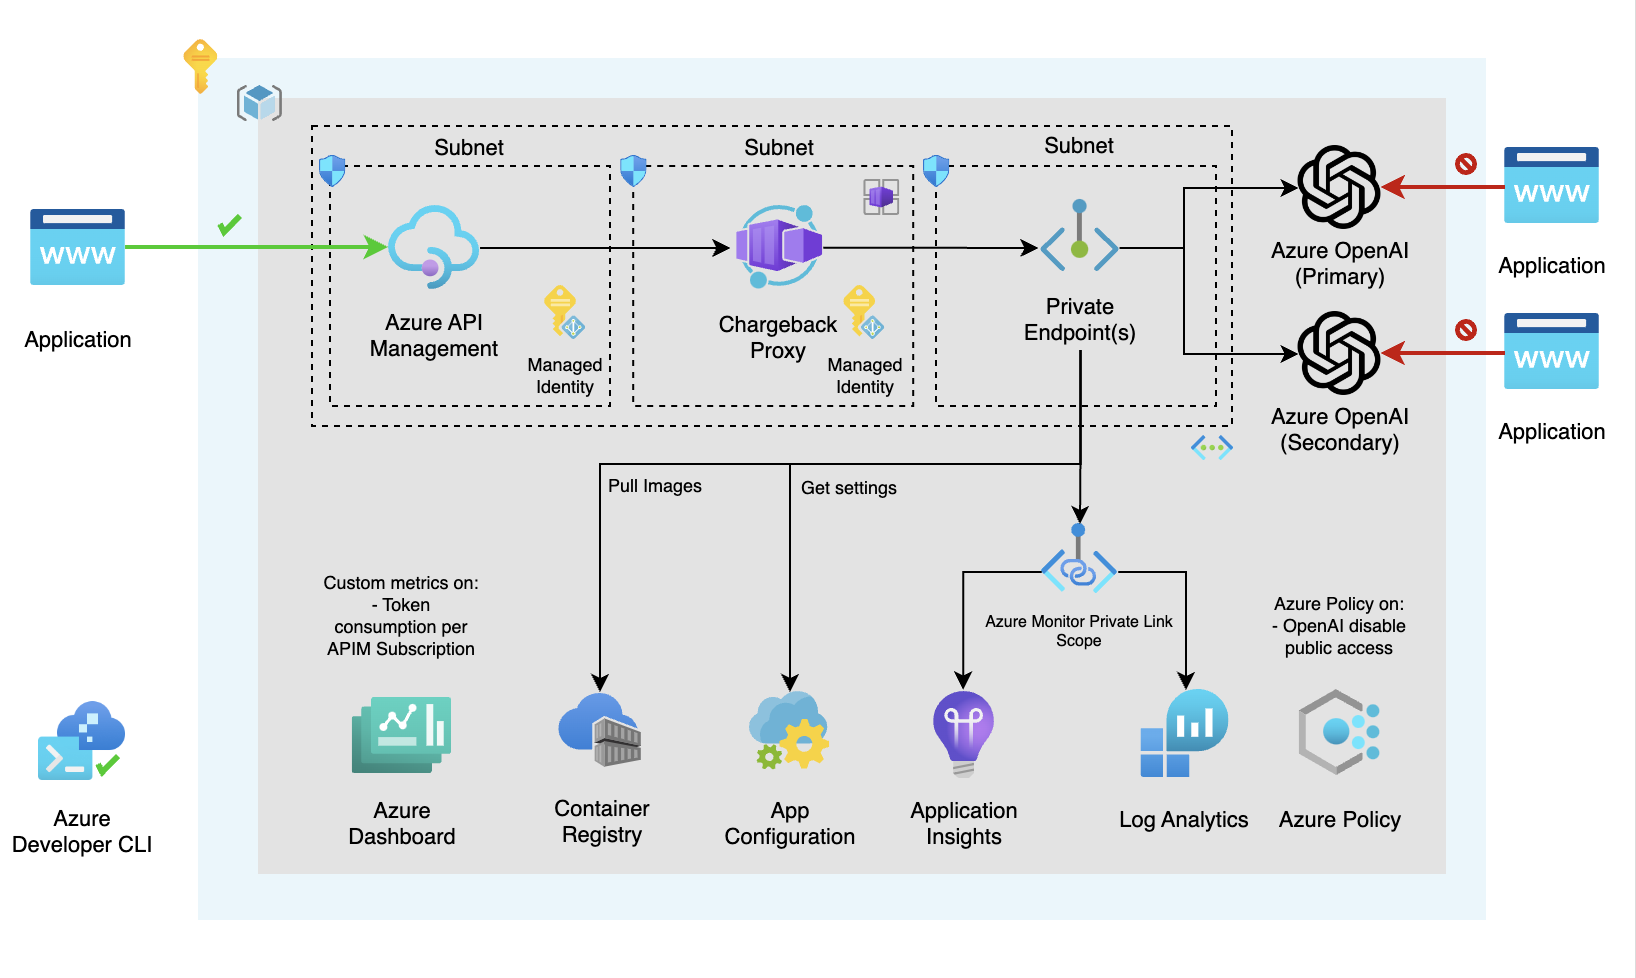 Subnet
Subnet
Subnet
www
Application
Azure API
Management
Managed
Identity
Chargeback
Proxy
Managed
Identity
Private
Endpoint(s)
Azure OpenAI
(Primary)
www
Application
Azure OpenAI
(Secondary)
www
Application
Pull Images
Get settings
Custom metrics on:
- Token
consumption per
APIM Subscription
Azure Monitor Private Link
Scope
Azure Policy on:
- OpenAI disable
public access
Azure
Developer CLI
Azure
Dashboard
Container
Registry
App
Configuration
Application
Insights
Log Analytics
Azure Policy